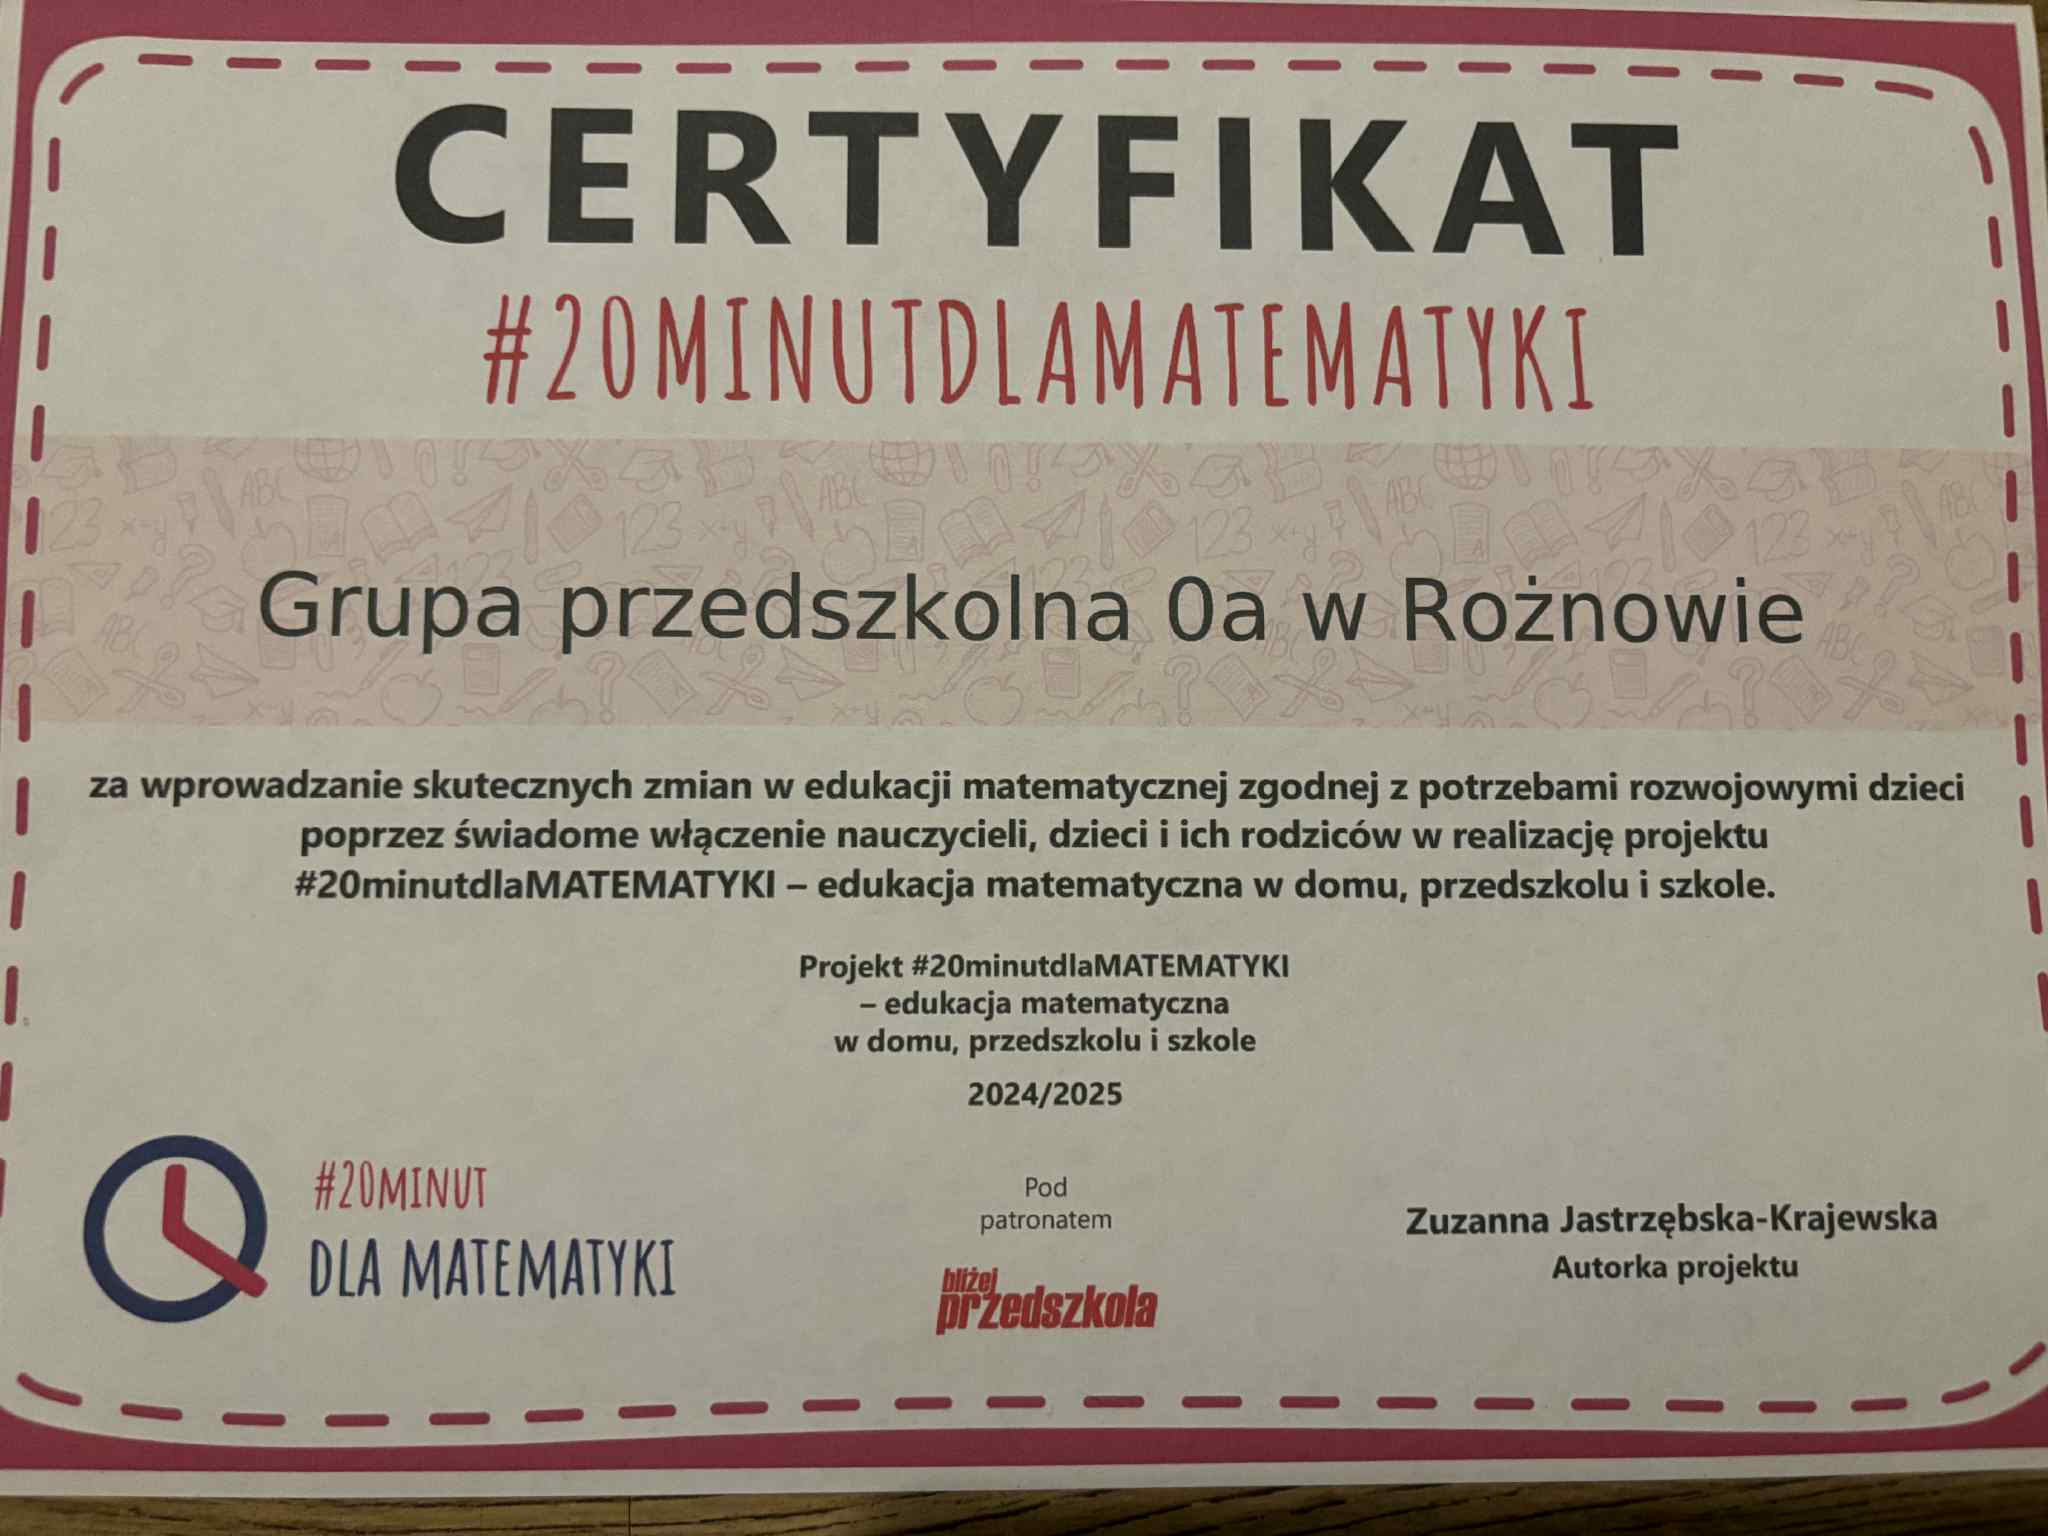 CERTYFIKAT
#20MINUTDLAMATEMATYKI
Grupa przedszkolna 0a w Rożnowie
za wprowadzanie skutecznych zmian w edukacji matematycznej zgodnej z potrzebami rozwojowymi dzieci
poprzez świadome włączenie nauczycieli, dzieci i ich rodziców w realizację projektu
#20minutdlaMATEMATYKI – edukacja matematyczna w domu, przedszkolu i szkole.
Projekt #20minutdlaMATEMATYKI
– edukacja matematyczna
w domu, przedszkolu i szkole
2024/2025
#20MINUT
DLA MATEMATYKI
Pod
patronatem
bliżej
przedszkola
Zuzanna Jastrzębska-Krajewska
Autorka projektu